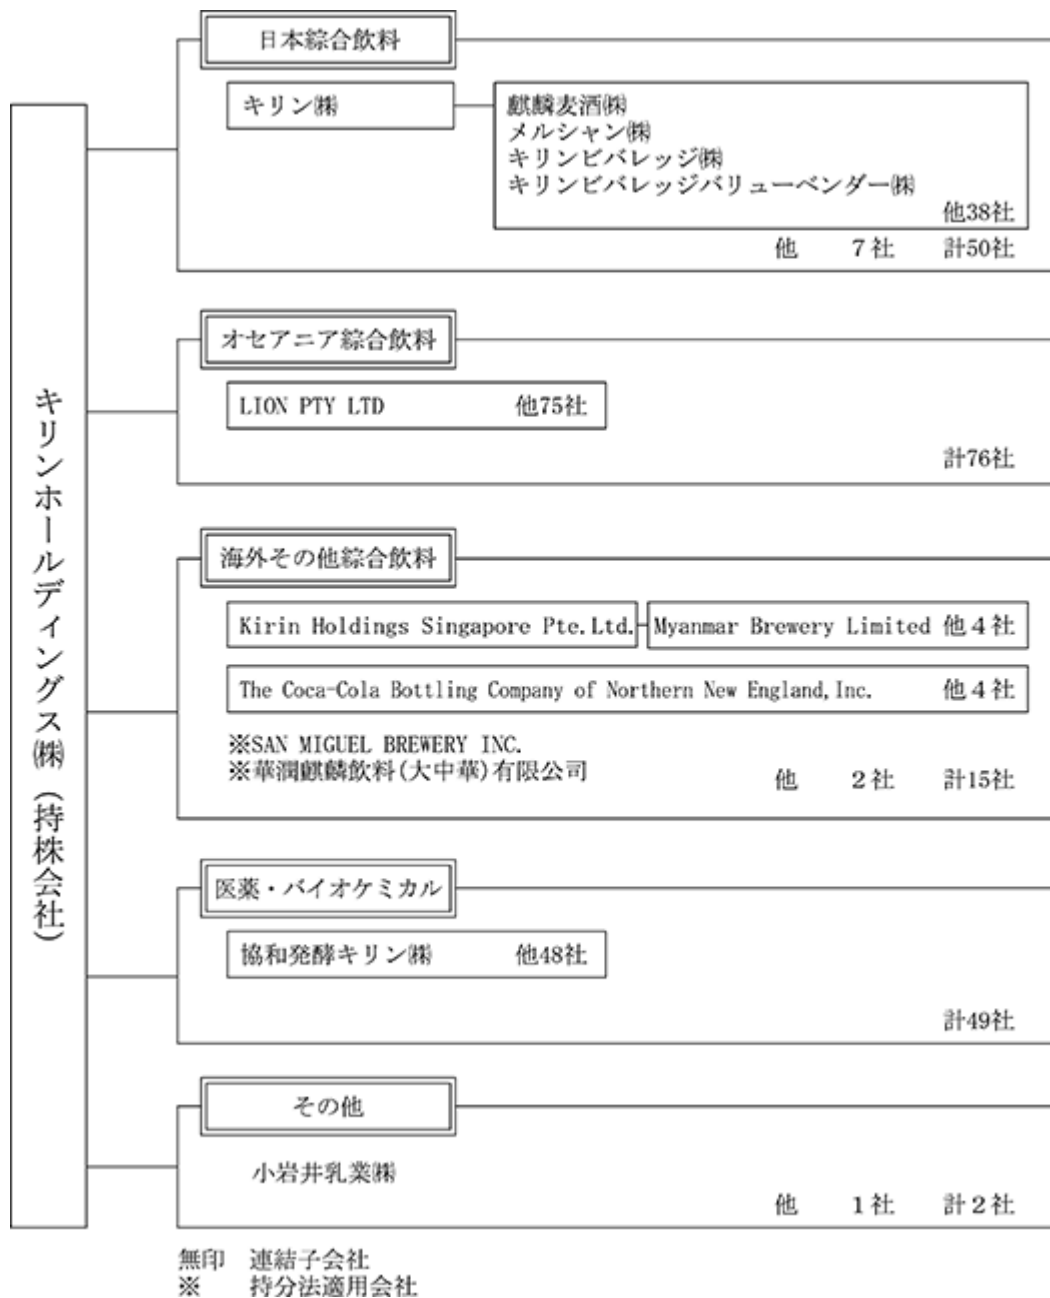 キリンホールディングス㈱（持株会社）
日本綜合飲料
キリン㈱
麒麟麦酒㈱
メルシャン㈱
キリンビバレッジ㈱
キリンビバレッジバリューベンダー㈱
他38社
他　7社　計50社
オセアニア綜合飲料
LION PTY LTD　他75社
計76社
海外その他綜合飲料
Kirin Holdings Singapore Pte.Ltd.
Myanmar Brewery Limited 他4社
The Coca-Cola Bottling Company of Northern New England,Inc.　他4社
※SAN MIGUEL BREWERY INC.
※華潤麒麟飲料(大中華)有限公司
他　2社　計15社
医薬・バイオケミカル
協和発酵キリン㈱　他48社
計49社
その他
小岩井乳業㈱
他　1社　計2社
無印　連結子会社
※　持分法適用会社